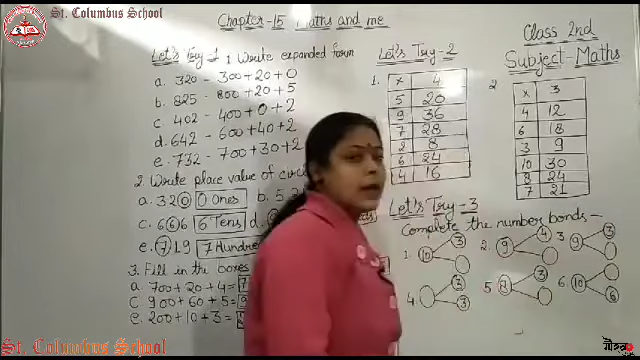 St. Columbus School
Chapter-15 Maths and me
Class 2nd
Subject-Maths
Let's Try-1 1 Write expanded form
a. 320 - 300+20+0
b. 825 - 800+20+5
c. 402 - 400+0+2
d. 642 - 600+40+2
e. 732 - 700+30+2
2. Write place value of
a. 320 0 Ones b. 5
c. 666 6 Tens d.
e. 719 7
3. Fill in the boxes
a. 700+20+4=
c. 900+60+5=
e. 200+10+3=
Let's Try-2
1.
× 4
5 20
9 36
7 28
2 8
6 24
4 16
2
× 3
4 12
6 18
3 9
10 30
8 24
7 21
Let's Try-3
Complete the number bonds-
1. 10 3
2. 9 4
3 9 3
4. 3 3
5 8 3
6. 10 6
St. Columbus School